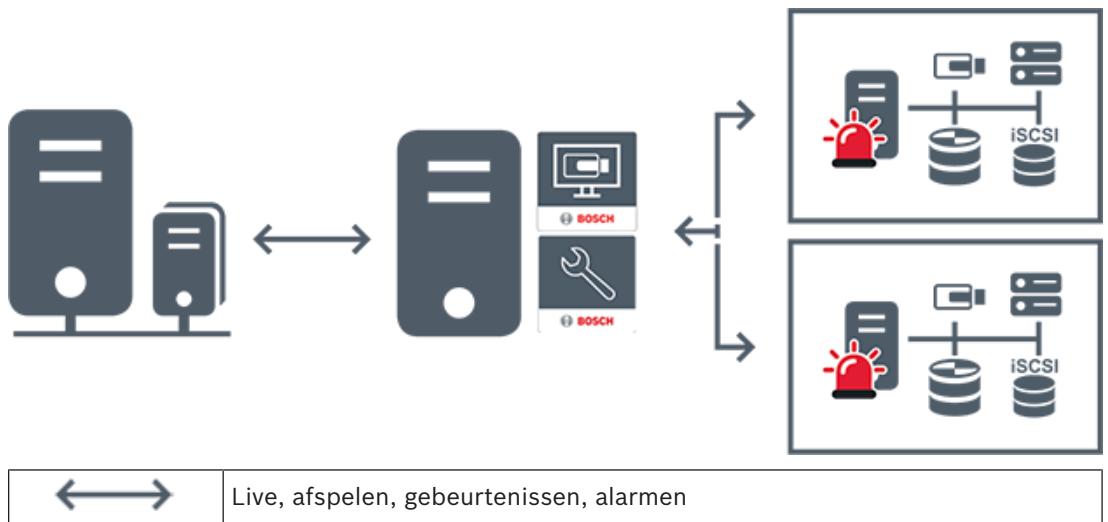 iSCSI
BOSCH
BOSCH
iSCSI
Live, afspelen, gebeurtenissen, alarmen